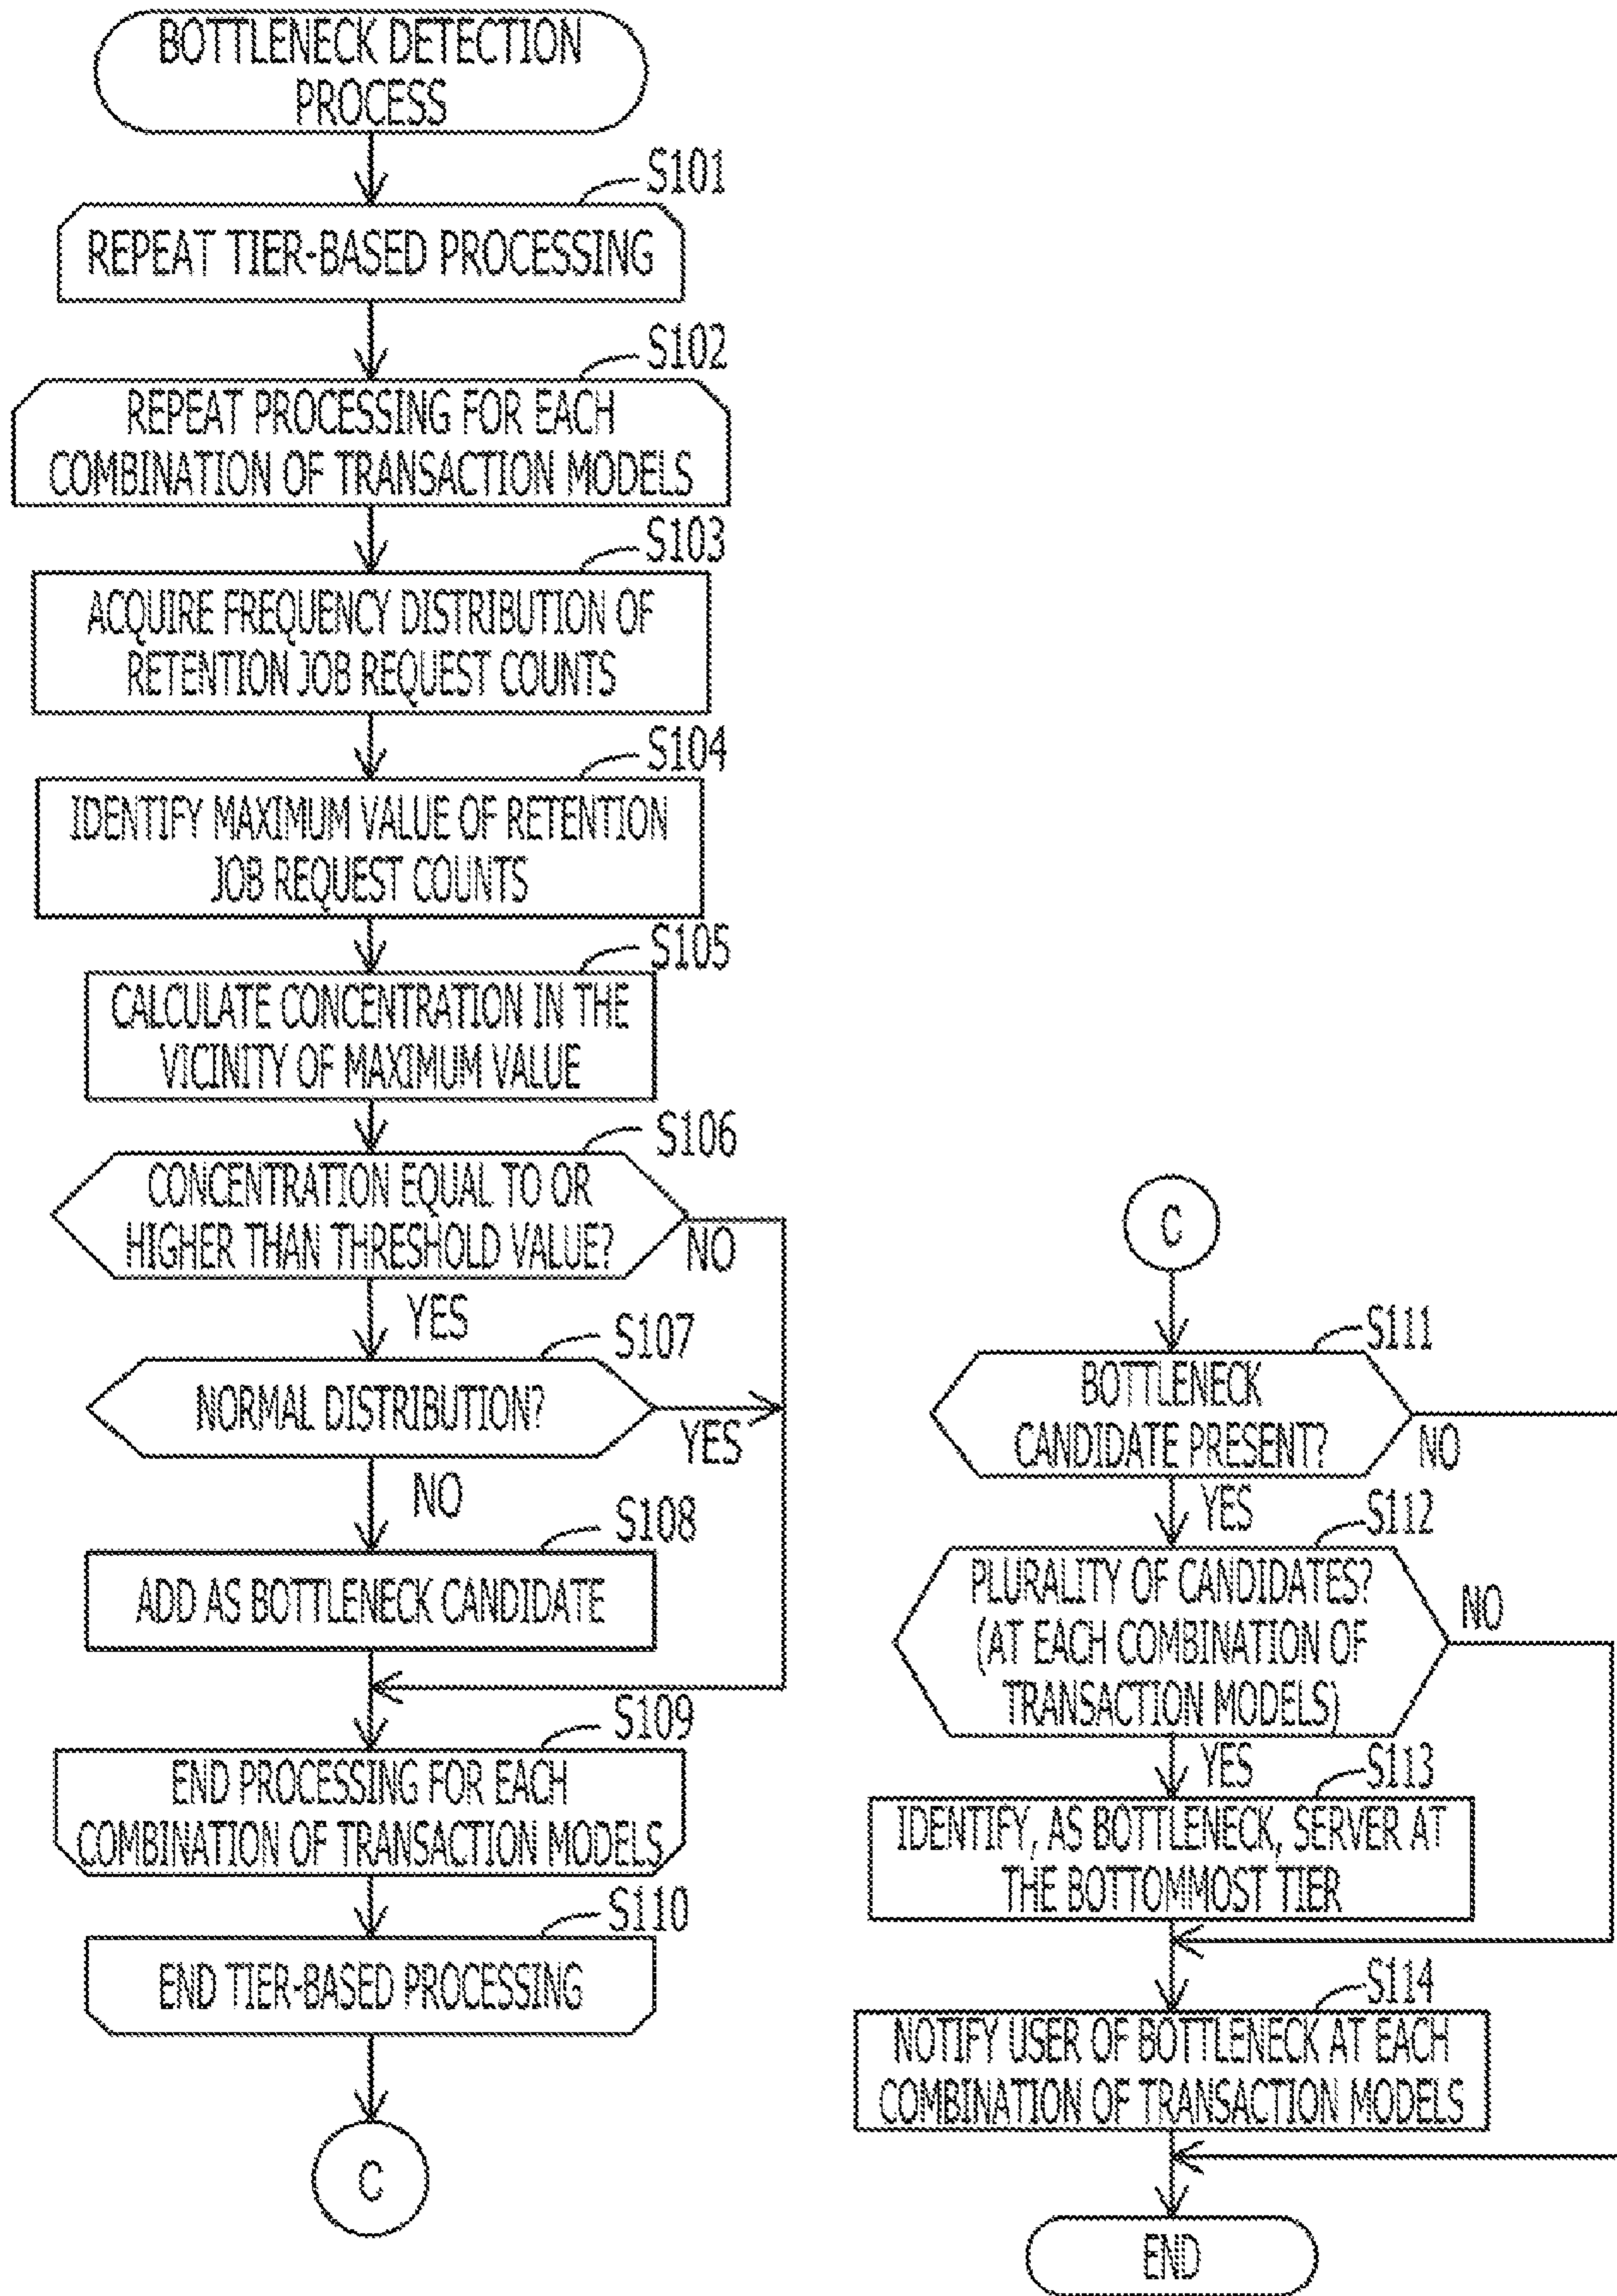 BOTTLENECK DETECTION
PROCESS
S101
REPEAT TIER-BASED PROCESSING
S102
REPEAT PROCESSING FOR EACH
COMBINATION OF TRANSACTION MODELS
S103
ACQUIRE FREQUENCY DISTRIBUTION OF
RETENTION JOB REQUEST COUNTS
S104
IDENTIFY MAXIMUM VALUE OF RETENTION
JOB REQUEST COUNTS
S105
CALCULATE CONCENTRATION IN THE
VICINITY OF MAXIMUM VALUE
S106
CONCENTRATION EQUAL TO OR
HIGHER THAN THRESHOLD VALUE?
NO
YES
S107
NORMAL DISTRIBUTION?
YES
NO
S108
ADD AS BOTTLENECK CANDIDATE
S109
END PROCESSING FOR EACH
COMBINATION OF TRANSACTION MODELS
S110
END TIER-BASED PROCESSING
C
C
S111
BOTTLENECK
CANDIDATE PRESENT?
NO
YES
S112
PLURALITY OF CANDIDATES?
(AT EACH COMBINATION OF
TRANSACTION MODELS)
NO
YES
S113
IDENTIFY, AS BOTTLENECK, SERVER AT
THE BOTTOMMOST TIER
S114
NOTIFY USER OF BOTTLENECK AT EACH
COMBINATION OF TRANSACTION MODELS
END